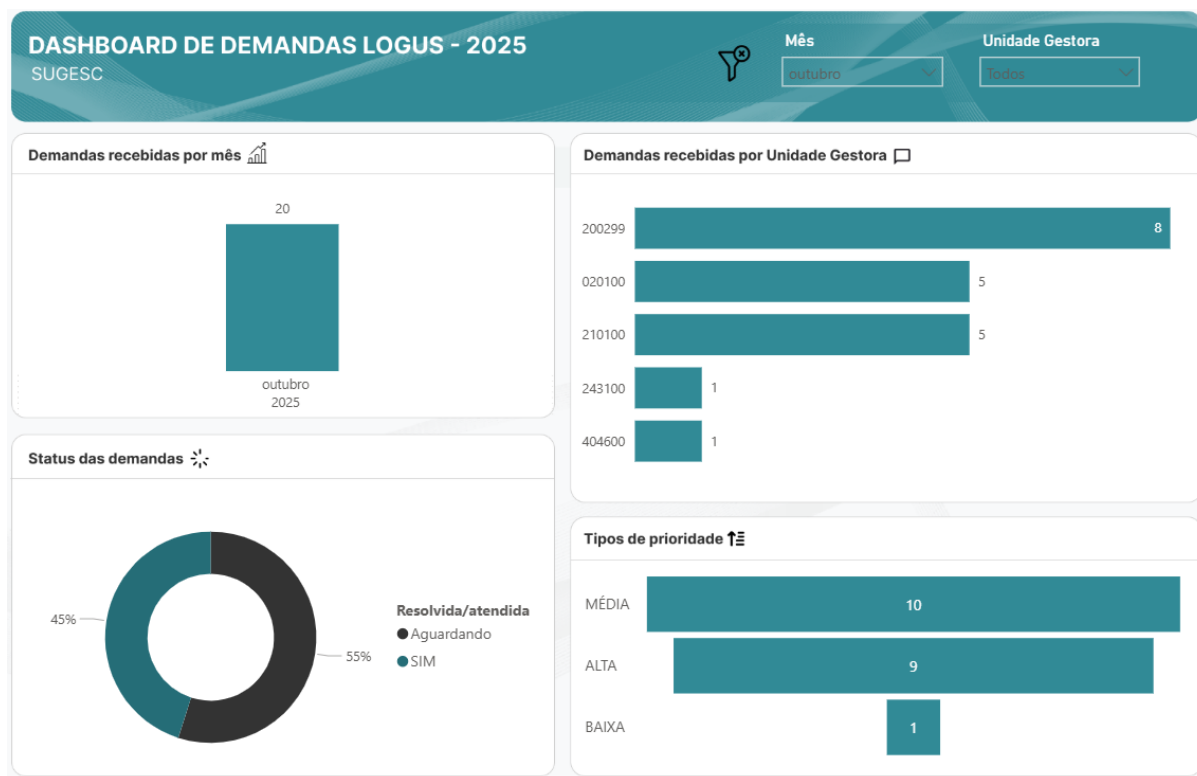 DASHBOARD DE DEMANDAS LOGUS - 2025
SUGESC
Mês
outubro
Unidade Gestora
Todos
Demandas recebidas por mês
20
outubro
2025
Demandas recebidas por Unidade Gestora
200299
8
020100
5
210100
5
243100
1
404600
1
Status das demandas
45%
55%
Resolvida/atendida
Aguardando
SIM
Tipos de prioridade
MÉDIA
10
ALTA
9
BAIXA
1